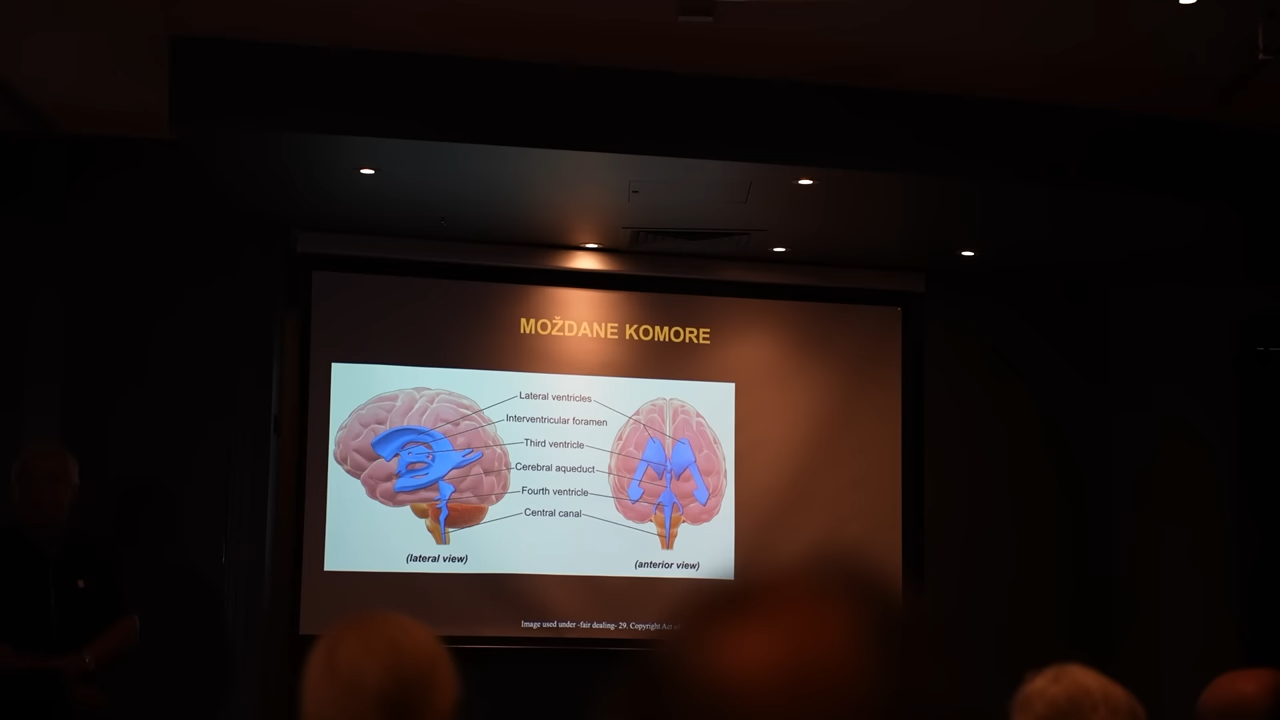 MOŽDANE KOMORE
Lateral ventricles
Interventricular foramen
Third ventricle
Cerebral aqueduct
Fourth ventricle
Central canal
(lateral view)
(anterior view)
Image used under -fair dealing- 29. Copyright Act